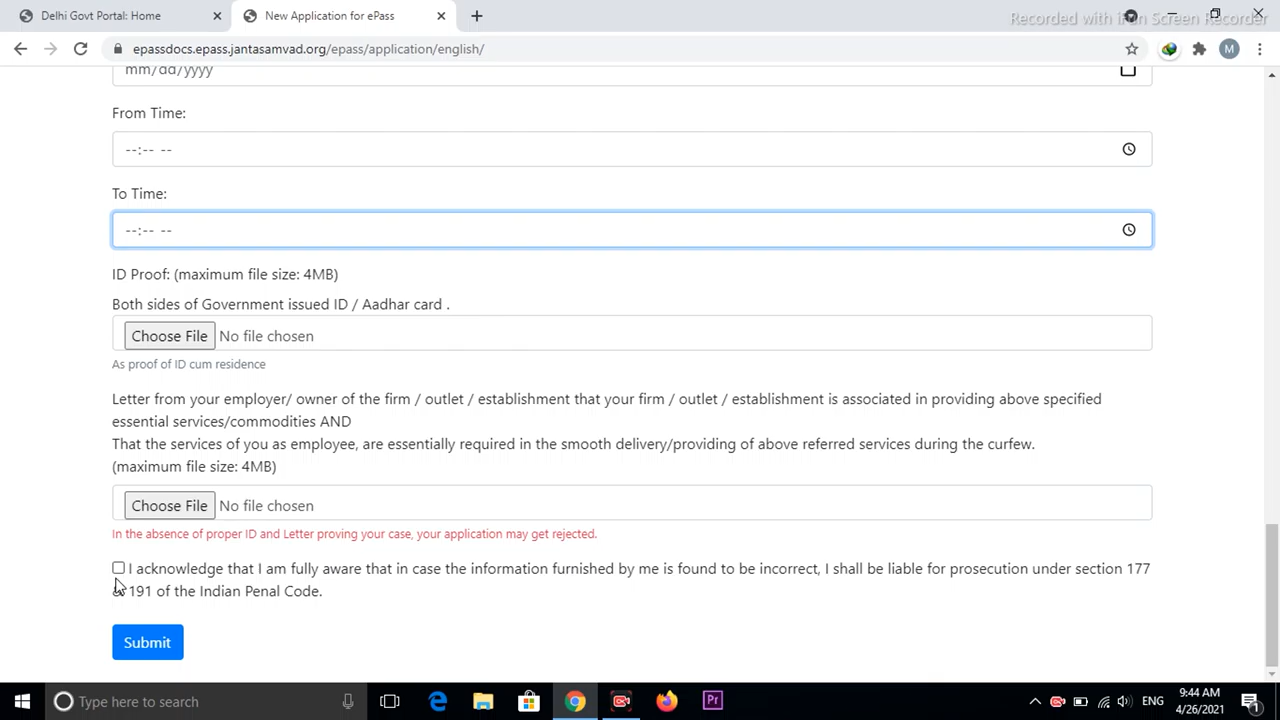 Delhi Govt Portal: Home
New Application for ePass
Recorded with iFun Screen Recorder
epassdocs.epass.jantasamvad.org/epass/application/english/
M
mm/dd/yyyy
From Time:
--:-- --
To Time:
--:-- --
ID Proof: (maximum file size: 4MB)
Both sides of Government issued ID / Aadhar card .
Choose File No file chosen
As proof of ID cum residence
Letter from your employer/ owner of the firm / outlet / establishment that your firm / outlet / establishment is associated in providing above specified
essential services/commodities AND
That the services of you as employee, are essentially required in the smooth delivery/providing of above referred services during the curfew.
(maximum file size: 4MB)
Choose File No file chosen
In the absence of proper ID and Letter proving your case, your application may get rejected.
I acknowledge that I am fully aware that in case the information furnished by me is found to be incorrect, I shall be liable for prosecution under section 177
191 of the Indian Penal Code.
Submit
Type here to search
Pr
ENG
9:44 AM
4/26/2021
1